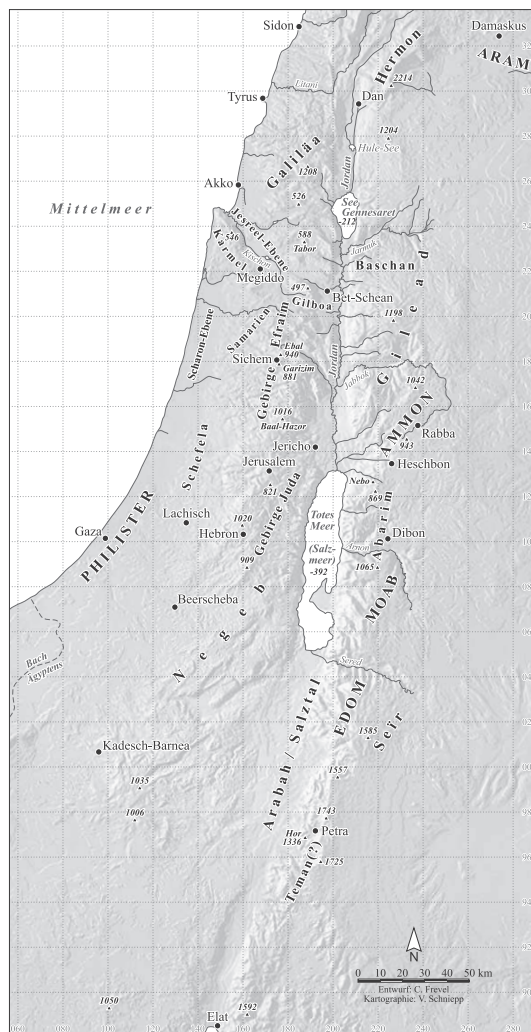 Sidon
Damaskus
Hermon
ARAM
2214
Litani
Tyrus
Dan
Galiläa
1204
Hule-See
1208
Jordan
Akko
526
See
Gennesaret
-212
Mittelmeer
Jesreel-Ebene
546
Karmel
588
Tabor
Kischon
Jarmuk
Baschan
Megiddo
497
Gilboa
Bet-Schean
Gilead
1198
Samarien
Scharon-Ebene
Gebirge Efraim
Jordan
Sichem
Ebal
940
Garizim
881
Jabbok
1042
1016
Baal-Hazor
AMMON
Rabba
943
Jericho
Schefela
Jerusalem
821
Heschbon
Nebo
869
Abarim
Gebirge Juda
Totes
Meer
(Salz-
meer)
-392
Lachisch
1020
Hebron
909
Gaza
PHILISTER
Dibon
Arnon
1065
MOAB
Beerscheba
Negeb
Bach
Ägyptens
Sered
Arabah / Salztal
EDOM
Seïr
1585
Kadesch-Barnea
1035
1006
1557
1743
Hor
1336
Petra
1725
Teman(?)
N
0 10 20 30 40 50 km
Entwurf: C. Frevel
Kartographie: V. Schniepp
1050
1592
Elat